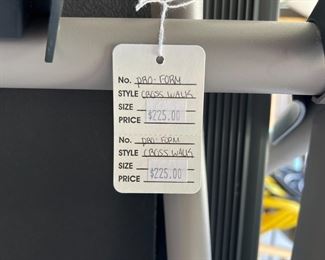 No. PRO-FORM
STYLE CROSS WALK
SIZE
PRICE $225.00
No. PRO-FORM
STYLE CROSS WALK
SIZE
PRICE $225.00